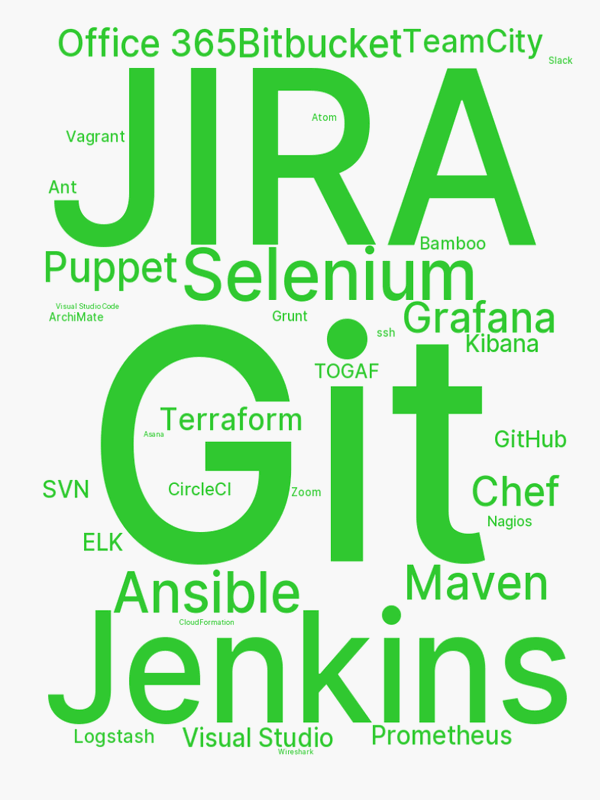 Office 365 Bitbucket TeamCity
Slack
JIRA
Atom
Vagrant
Ant
Bamboo
Puppet Selenium
Visual Studio Code
ArchiMate
Grunt
Grafana
ssh
Kibana
Git
TOGAF
Terraform
Asana
GitHub
SVN
CircleCI
Zoom
Chef
Nagios
ELK
Ansible
Maven
CloudFormation
Jenkins
Logstash
Visual Studio
Prometheus
Wireshark